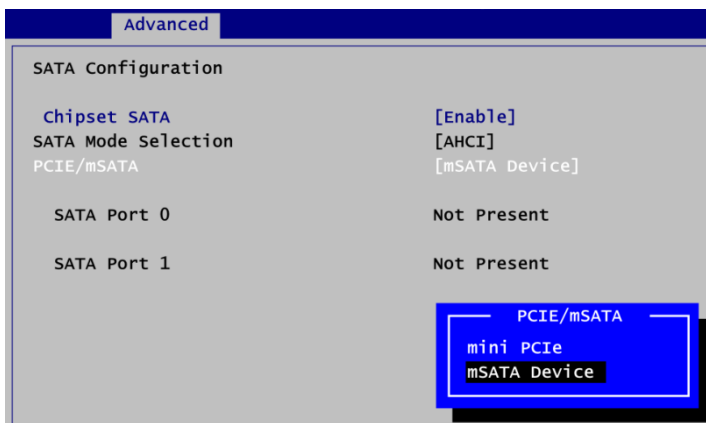 Advanced
SATA Configuration
Chipset SATA [Enable]
SATA Mode Selection [AHCI]
PCIE/mSATA [mSATA Device]
SATA Port 0 Not Present
SATA Port 1 Not Present
PCIE/mSATA
mini PCIe
mSATA Device